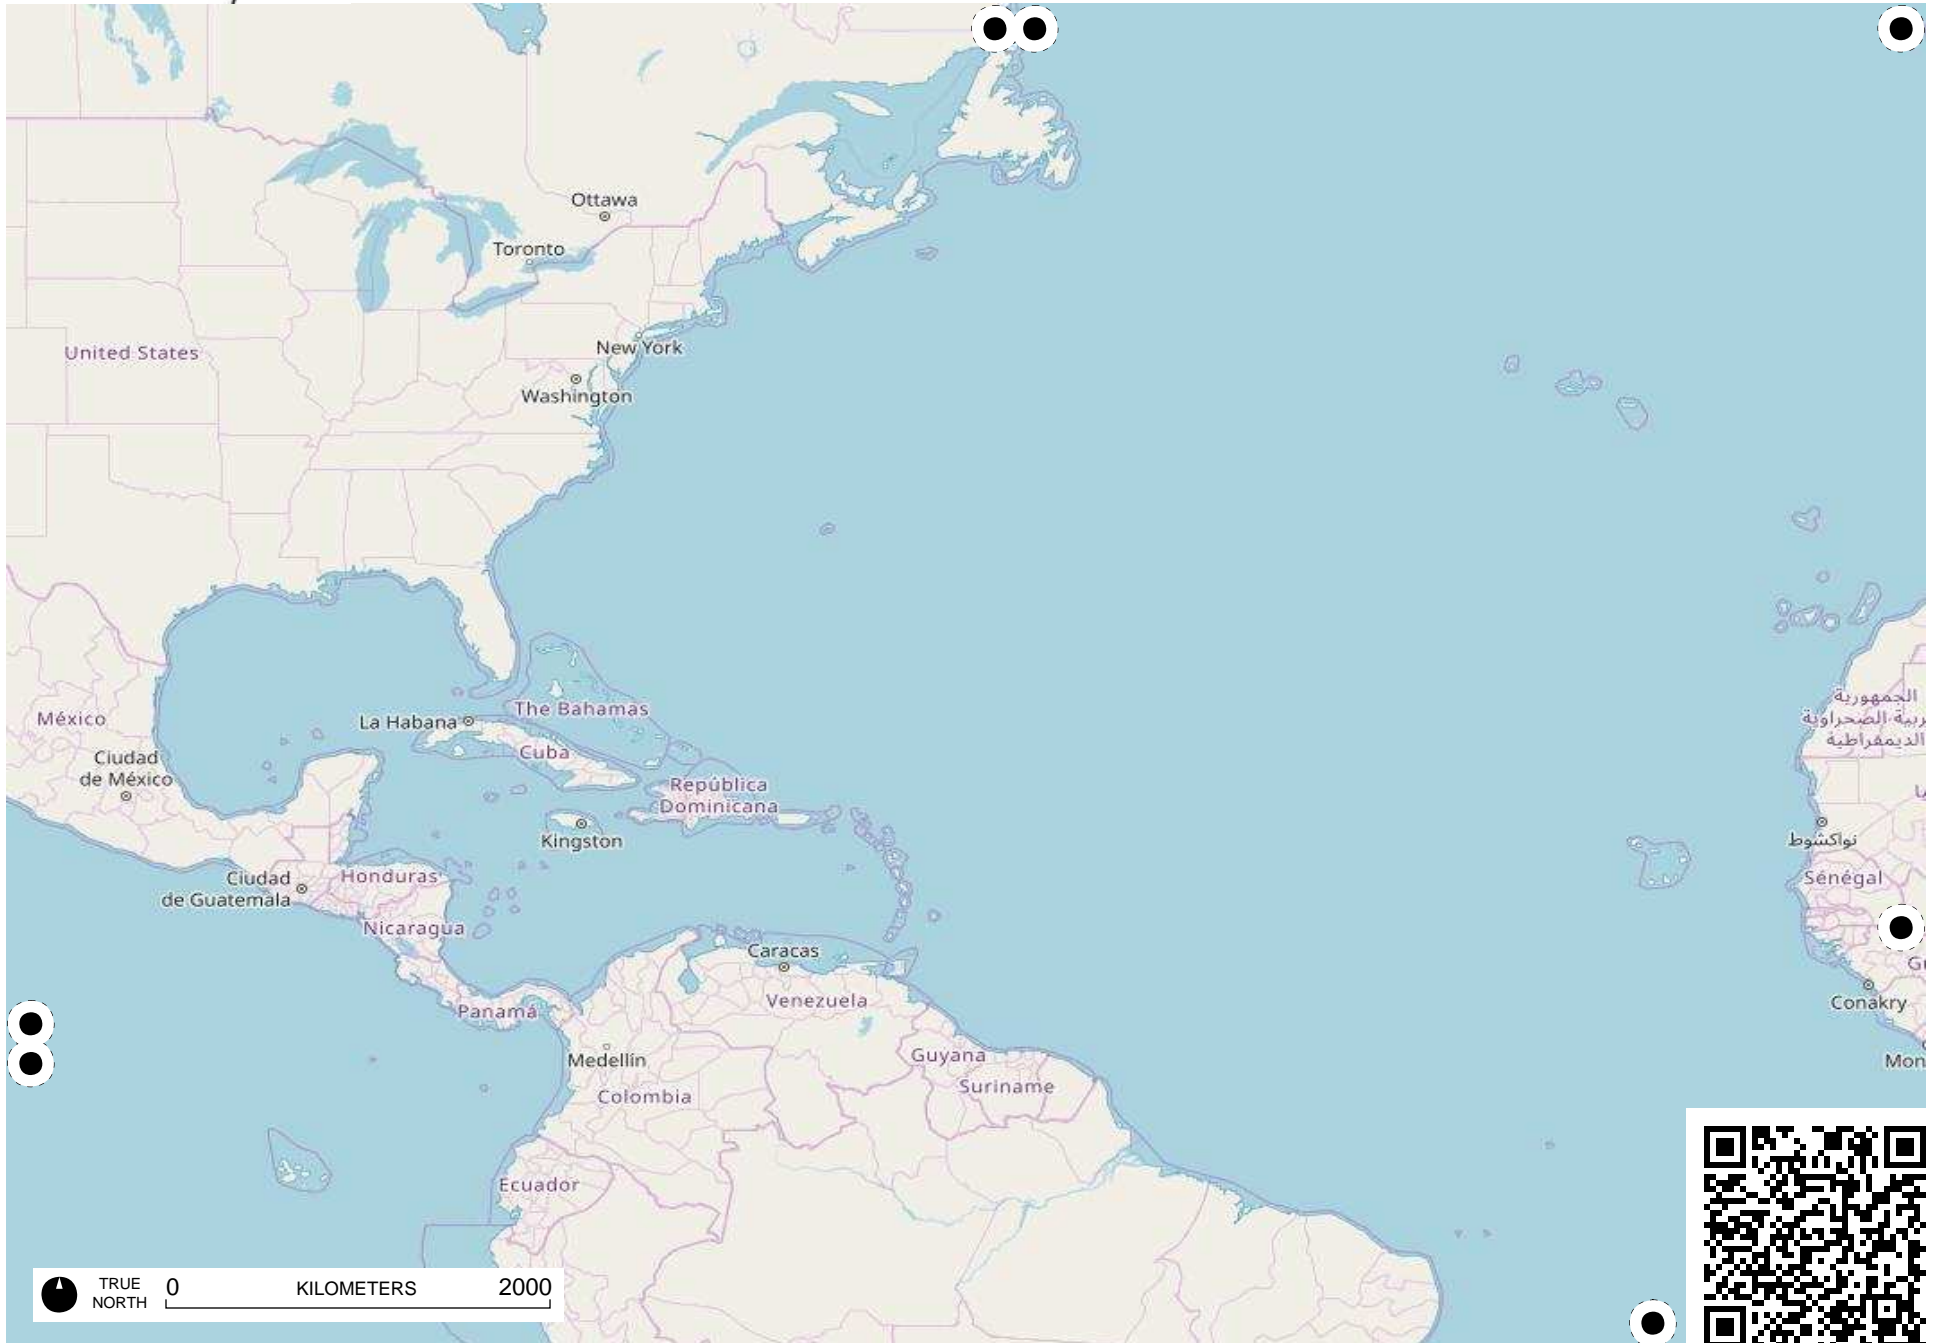 Ottawa
Toronto
New York
United States
Washington
الجمهورية
الصحراوية
الديمقراطية
The Bahamas
México
La Habana
Cuba
Ciudad
de México
República
Dominicana
Kingston
نواكشوط
Honduras
Ciudad
de Guatemala
Sénégal
Nicaragua
Caracas
Venezuela
Conakry
Panamá
Medellín
Guyana
Mon
Suriname
Colombia
Ecuador
TRUE
NORTH
0 KILOMETERS 2000